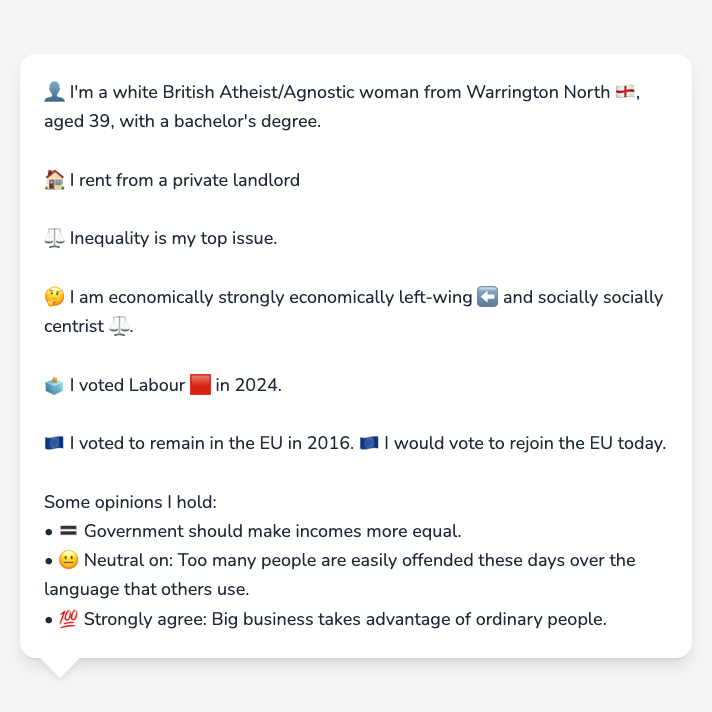 👤 I'm a white British Atheist/Agnostic woman from Warrington North 🏴󠁧󠁢󠁥󠁮󠁧󠁿,
aged 39, with a bachelor's degree.
🏠 I rent from a private landlord
⚖️ Inequality is my top issue.
🤔 I am economically strongly economically left-wing ⬅️ and socially socially
centrist ⚖️.
🗳️ I voted Labour 🟥 in 2024.
🇪🇺 I voted to remain in the EU in 2016. 🇪🇺 I would vote to rejoin the EU today.
Some opinions I hold:
• 🟰 Government should make incomes more equal.
• 😐 Neutral on: Too many people are easily offended these days over the
language that others use.
• 💯 Strongly agree: Big business takes advantage of ordinary people.